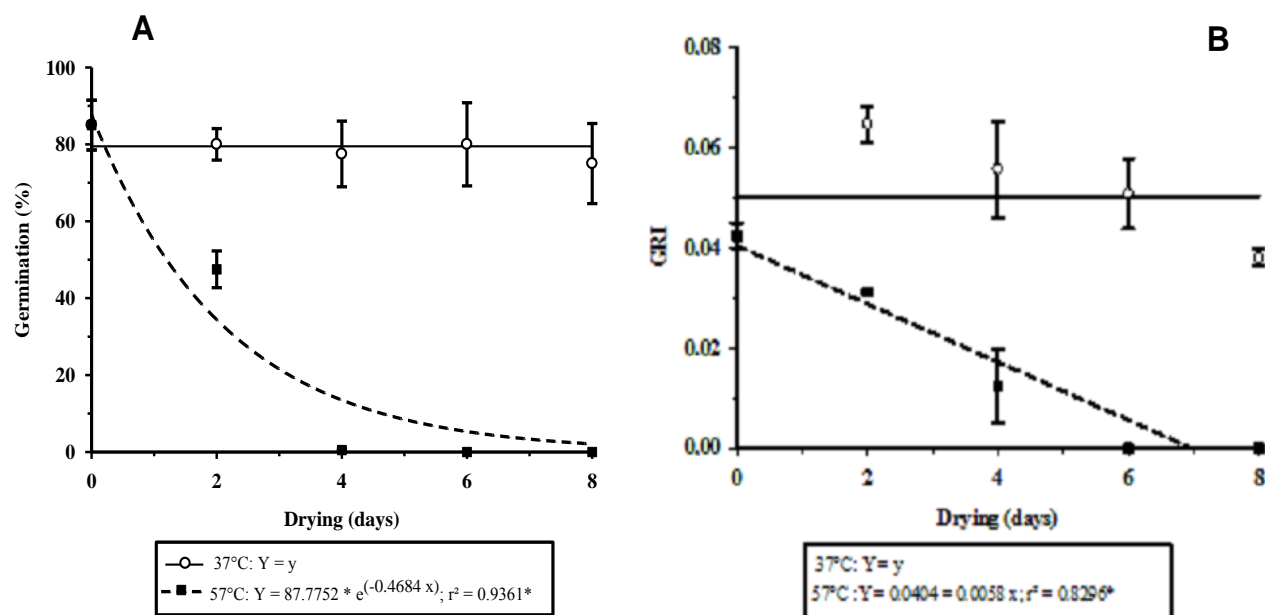 A
Germination (%)
100
80
60
40
20
0
0 2 4 6 8
Drying (days)
37°C: Y = y
57°C: Y = 87.7752 * e(-0.4684 x); r² = 0.9361*
B
GRI
0.08
0.06
0.04
0.02
0.00
0 2 4 6 8
Drying (days)
37°C: Y= y
57°C : Y= 0.0404 = 0.0058 x; r² = 0.8296*